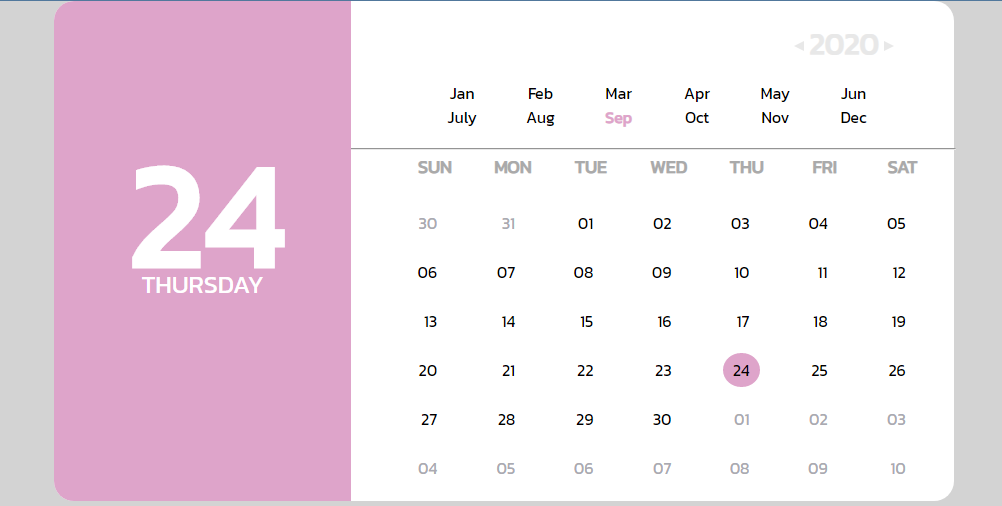 24
THURSDAY
◂ 2020 ▸
Jan Feb Mar Apr May Jun
July Aug Sep Oct Nov Dec
SUN MON TUE WED THU FRI SAT
30 31 01 02 03 04 05
06 07 08 09 10 11 12
13 14 15 16 17 18 19
20 21 22 23 24 25 26
27 28 29 30 01 02 03
04 05 06 07 08 09 10